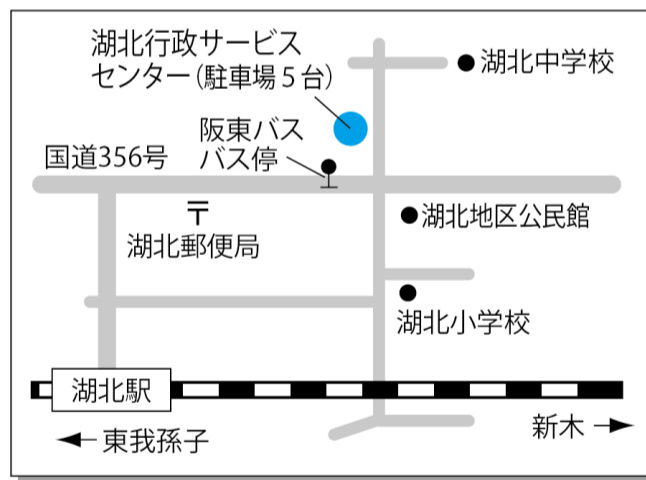 湖北行政サービス
センター（駐車場５台）
湖北中学校
阪東バス
バス停
国道356号
〒
湖北郵便局
湖北地区公民館
湖北小学校
湖北駅
東我孫子
新木